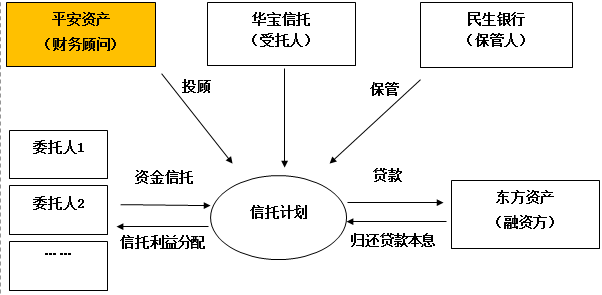 平安资产
（财务顾问）
华宝信托
（受托人）
民生银行
（保管人）
投顾
保管
委托人1
资金信托
贷款
委托人2
信托计划
东方资产
（融资方）
信托利益分配
归还贷款本息
... ...